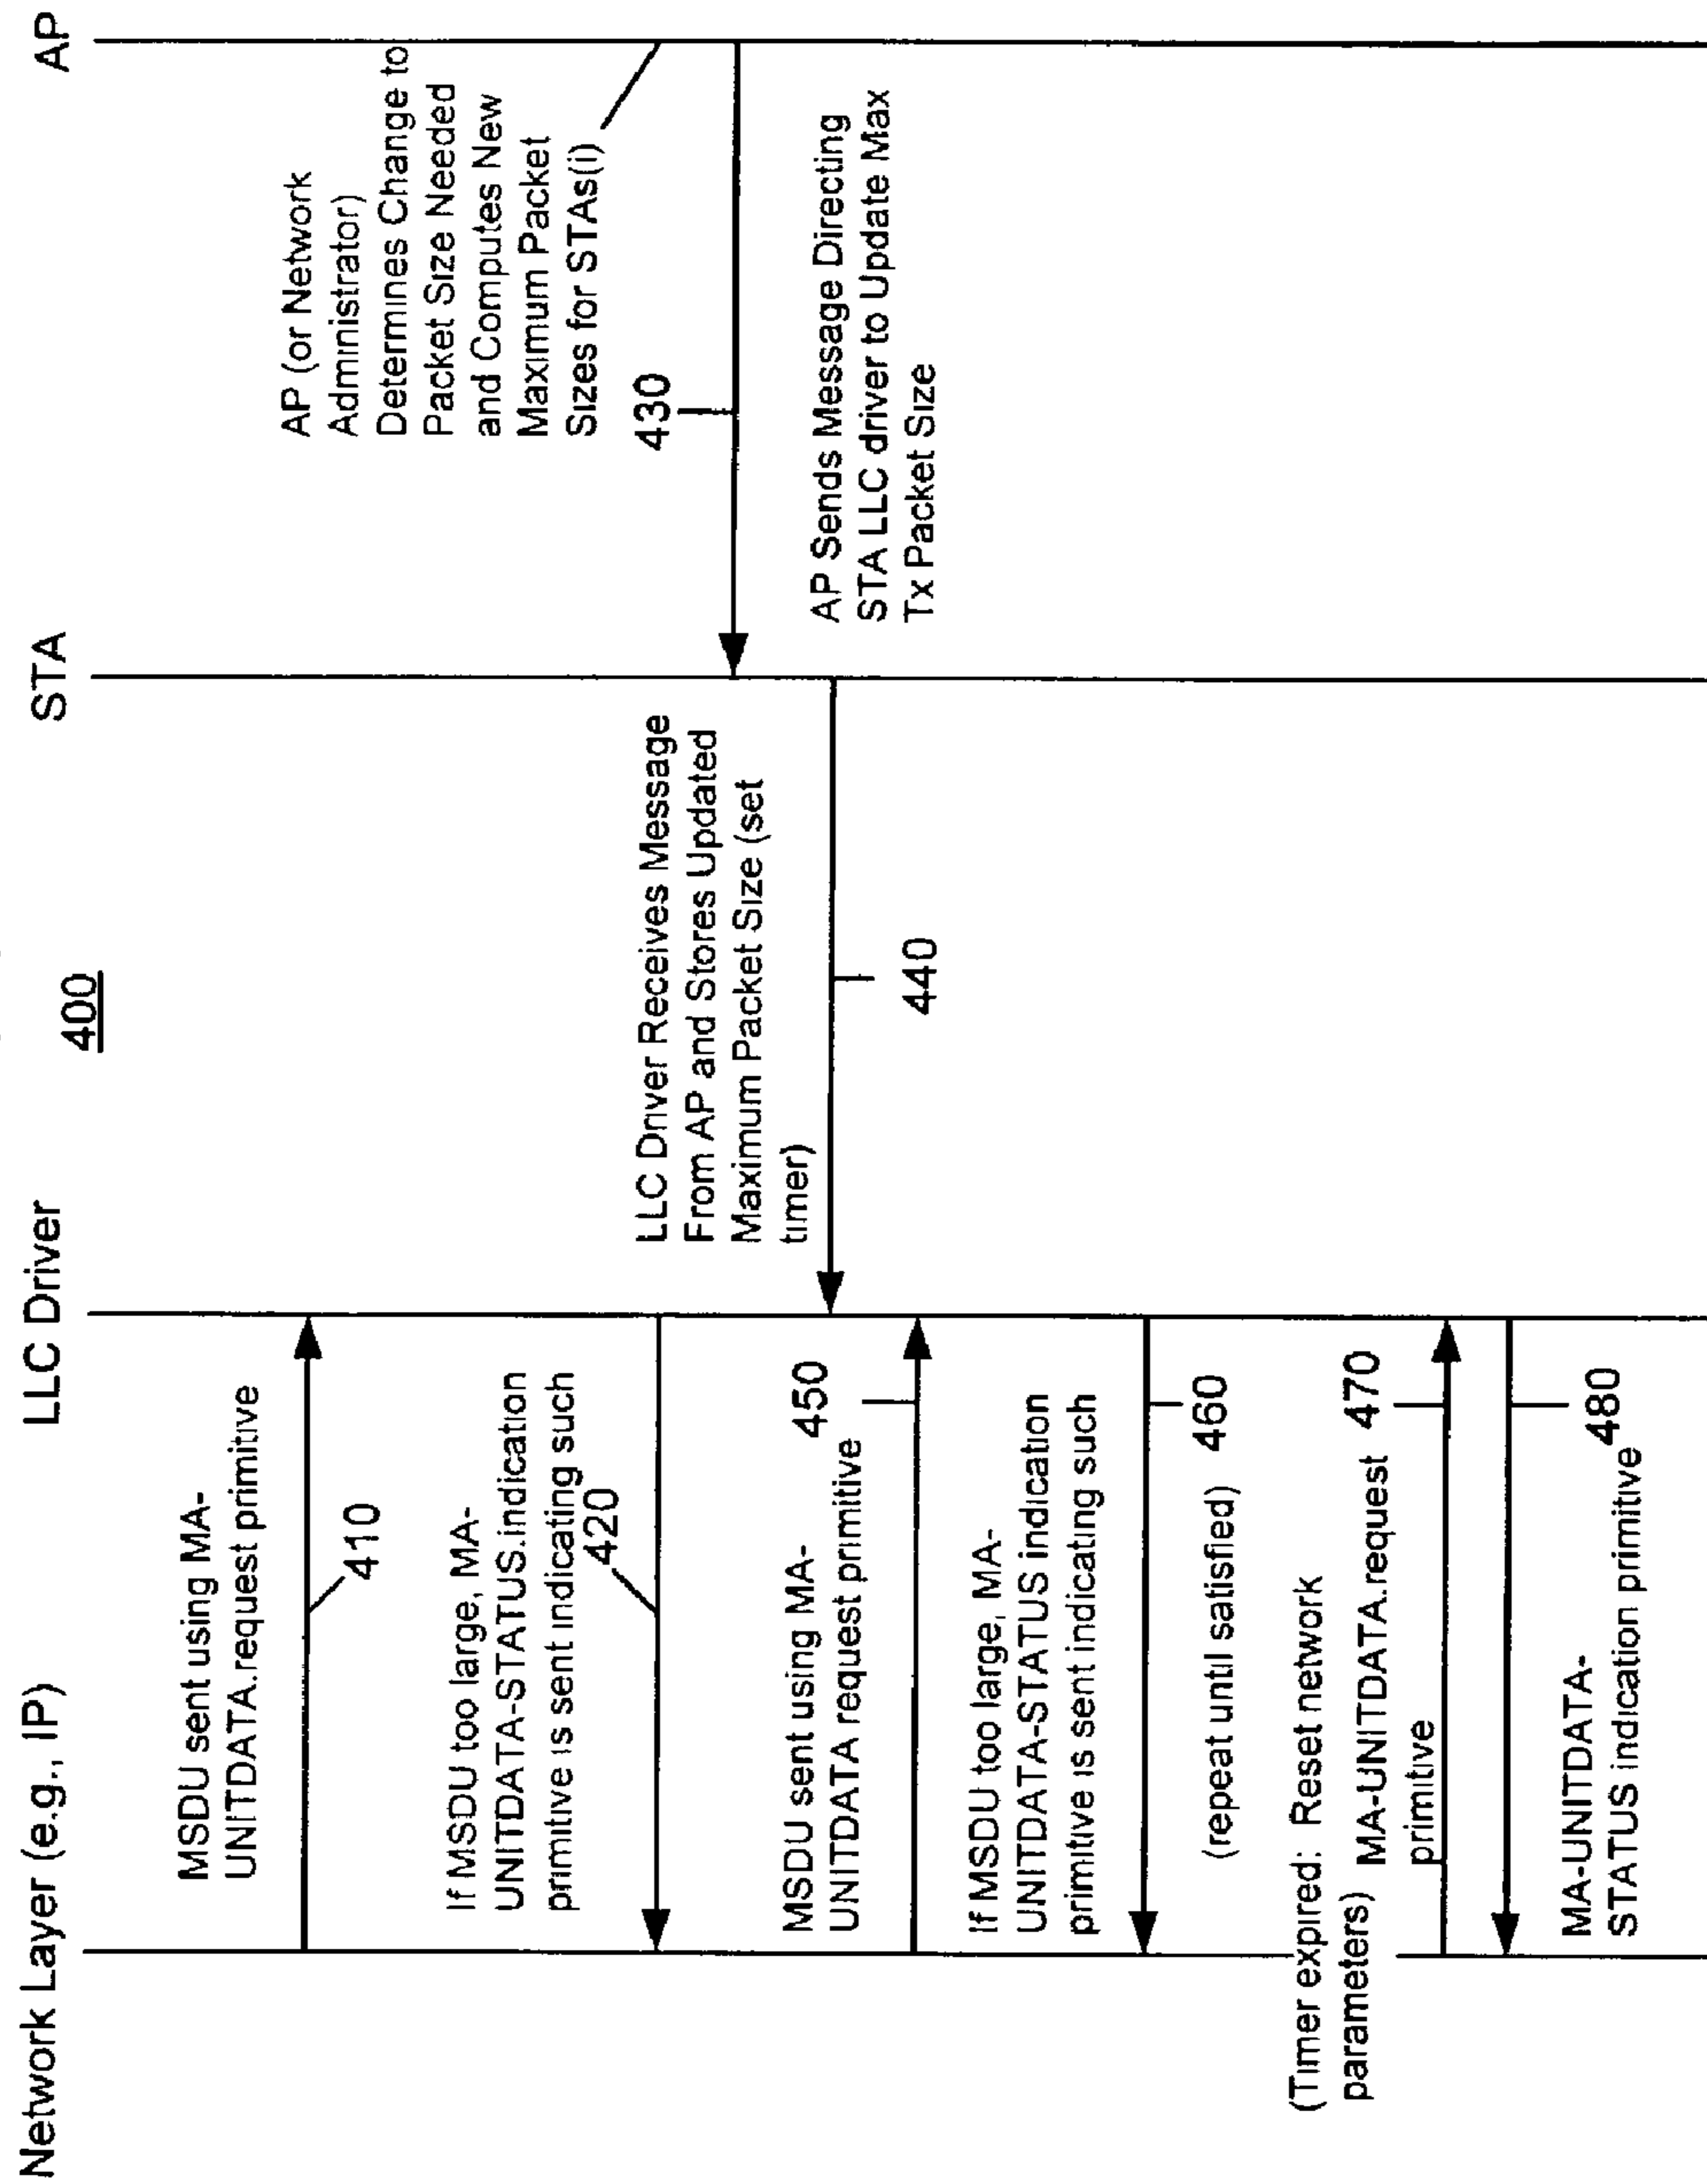 400
Network Layer (e.g., IP)
LLC Driver
STA
AP
MSDU sent using MA-
UNITDATA.request primitive
410
If MSDU too large, MA-
UNITDATA-STATUS.indication
primitive is sent indicating such
420
AP (or Network
Administrator)
Determines Change to
Packet Size Needed
and Computes New
Maximum Packet
Sizes for STAs(i)
430
AP Sends Message Directing
STA LLC driver to Update Max
Tx Packet Size
LLC Driver Receives Message
From AP and Stores Updated
Maximum Packet Size (set
timer)
440
MSDU sent using MA-
UNITDATA request primitive
450
If MSDU too large, MA-
UNITDATA-STATUS indication
primitive is sent indicating such
460
(repeat until satisfied)
(Timer expired: Reset network
parameters)
MA-UNITDATA.request
primitive
470
480
MA-UNITDATA-
STATUS indication primitive